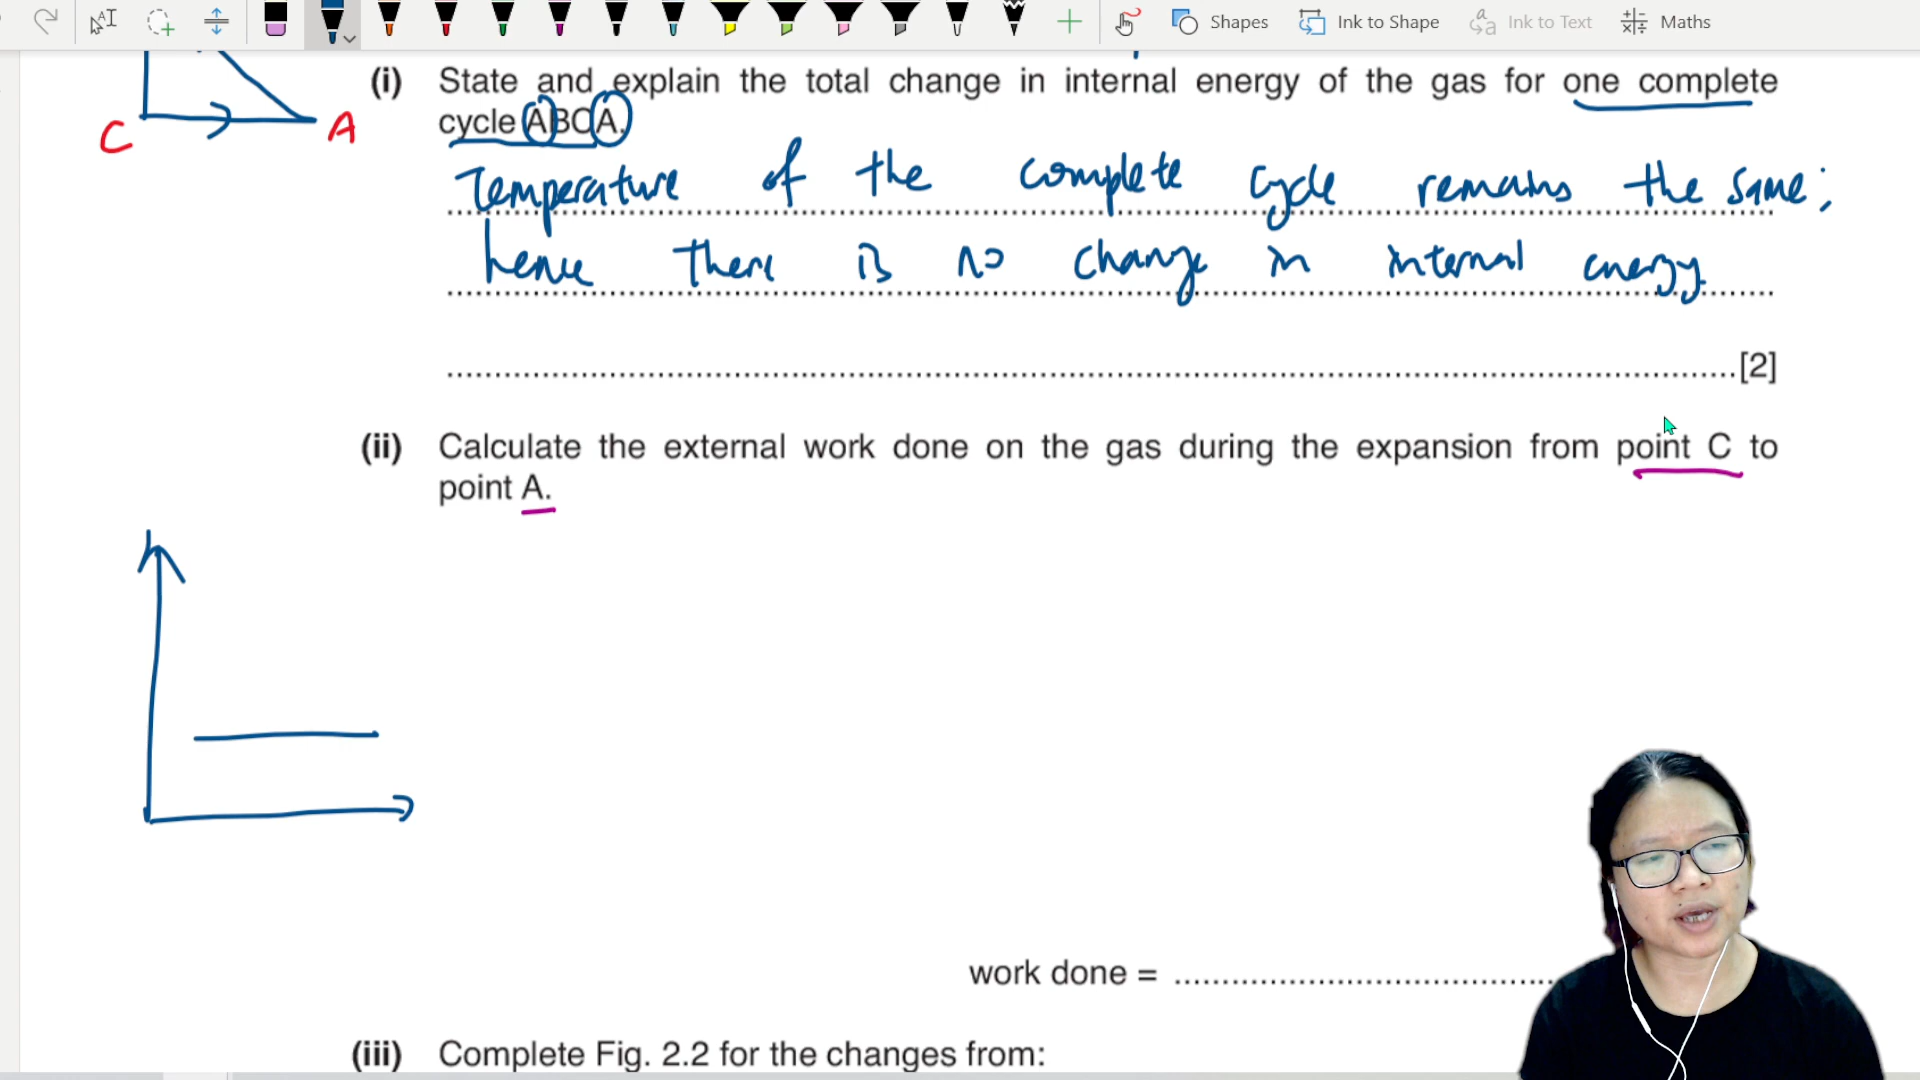 Shapes Ink to Shape Ink to Text Maths
(i) State and explain the total change in internal energy of the gas for one complete
cycle ABCA.
C A
Temperature of the complete cycle remains the same;
hence there is no change in internal energy
[2]
(ii) Calculate the external work done on the gas during the expansion from point C to
point A.
work done =
(iii) Complete Fig. 2.2 for the changes from: